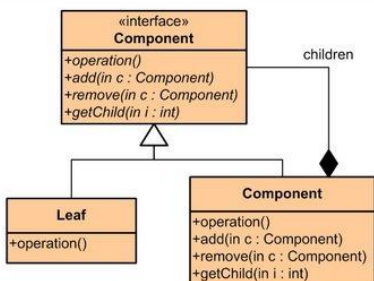 «interface»
Component
+operation()
+add(in c : Component)
+remove(in c : Component)
+getChild(in i : int)
children
Leaf
+operation()
Component
+operation()
+add(in c : Component)
+remove(in c : Component)
+getChild(in i : int)